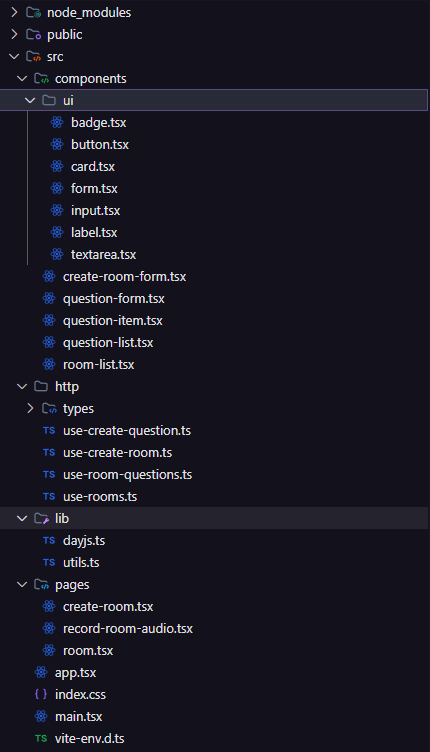 node_modules
public
src
components
ui
badge.tsx
button.tsx
card.tsx
form.tsx
input.tsx
label.tsx
textarea.tsx
create-room-form.tsx
question-form.tsx
question-item.tsx
question-list.tsx
room-list.tsx
http
types
TS use-create-question.ts
TS use-create-room.ts
TS use-room-questions.ts
TS use-rooms.ts
lib
TS dayjs.ts
TS utils.ts
pages
create-room.tsx
record-room-audio.tsx
room.tsx
app.tsx
{ } index.css
main.tsx
TS vite-env.d.ts